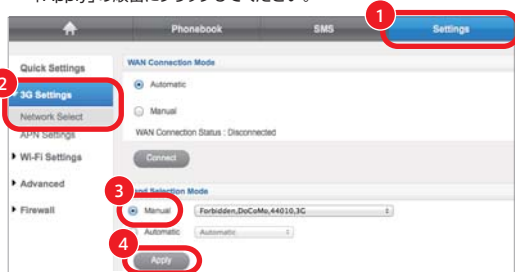 Phonebook SMS Settings
1
Quick Settings
2
3G Settings
Network Select
APN Settings
Wi-Fi Settings
Advanced
Firewall
WAN Connection Mode
Automatic
Manual
WAN Connection Status : Disconnected
Connect
Selection Mode
3
Manual Forbidden,DoCoMo,44010,3G
Automatic Automatic
4
Apply